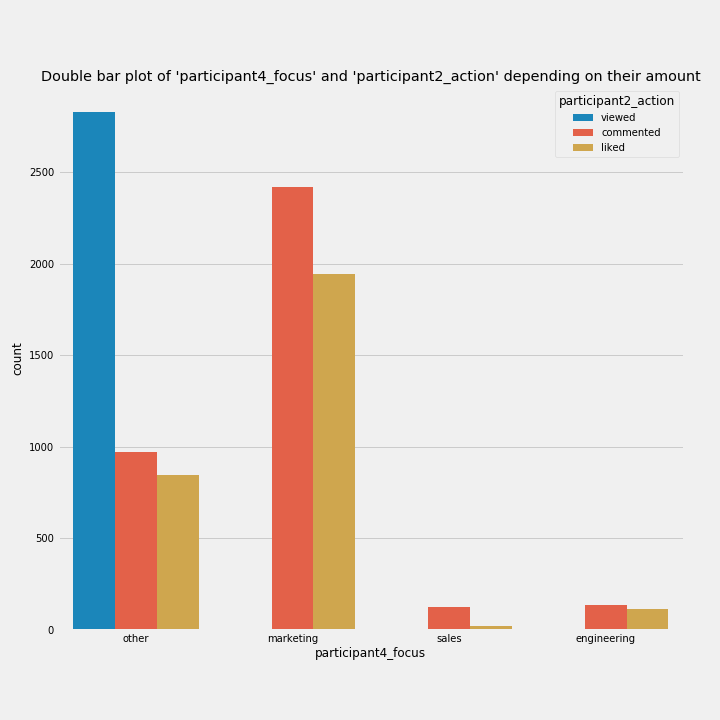 Double bar plot of 'participant4_focus' and 'participant2_action' depending on their amount
participant2_action
viewed
commented
liked
2500
2000
1500
1000
500
0
count
other
marketing
sales
engineering
participant4_focus